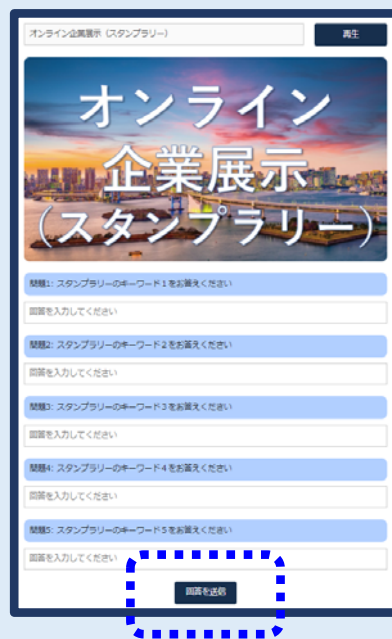 オンライン企業展示（スタンプラリー）
再生
オンライン
企業展示
（スタンプラリー）
問題1: スタンプラリーのキーワード１をお答えください
回答を入力してください
問題2: スタンプラリーのキーワード２をお答えください
回答を入力してください
問題3: スタンプラリーのキーワード３をお答えください
回答を入力してください
問題4: スタンプラリーのキーワード４をお答えください
回答を入力してください
問題5: スタンプラリーのキーワード５をお答えください
回答を入力してください
回答を送信